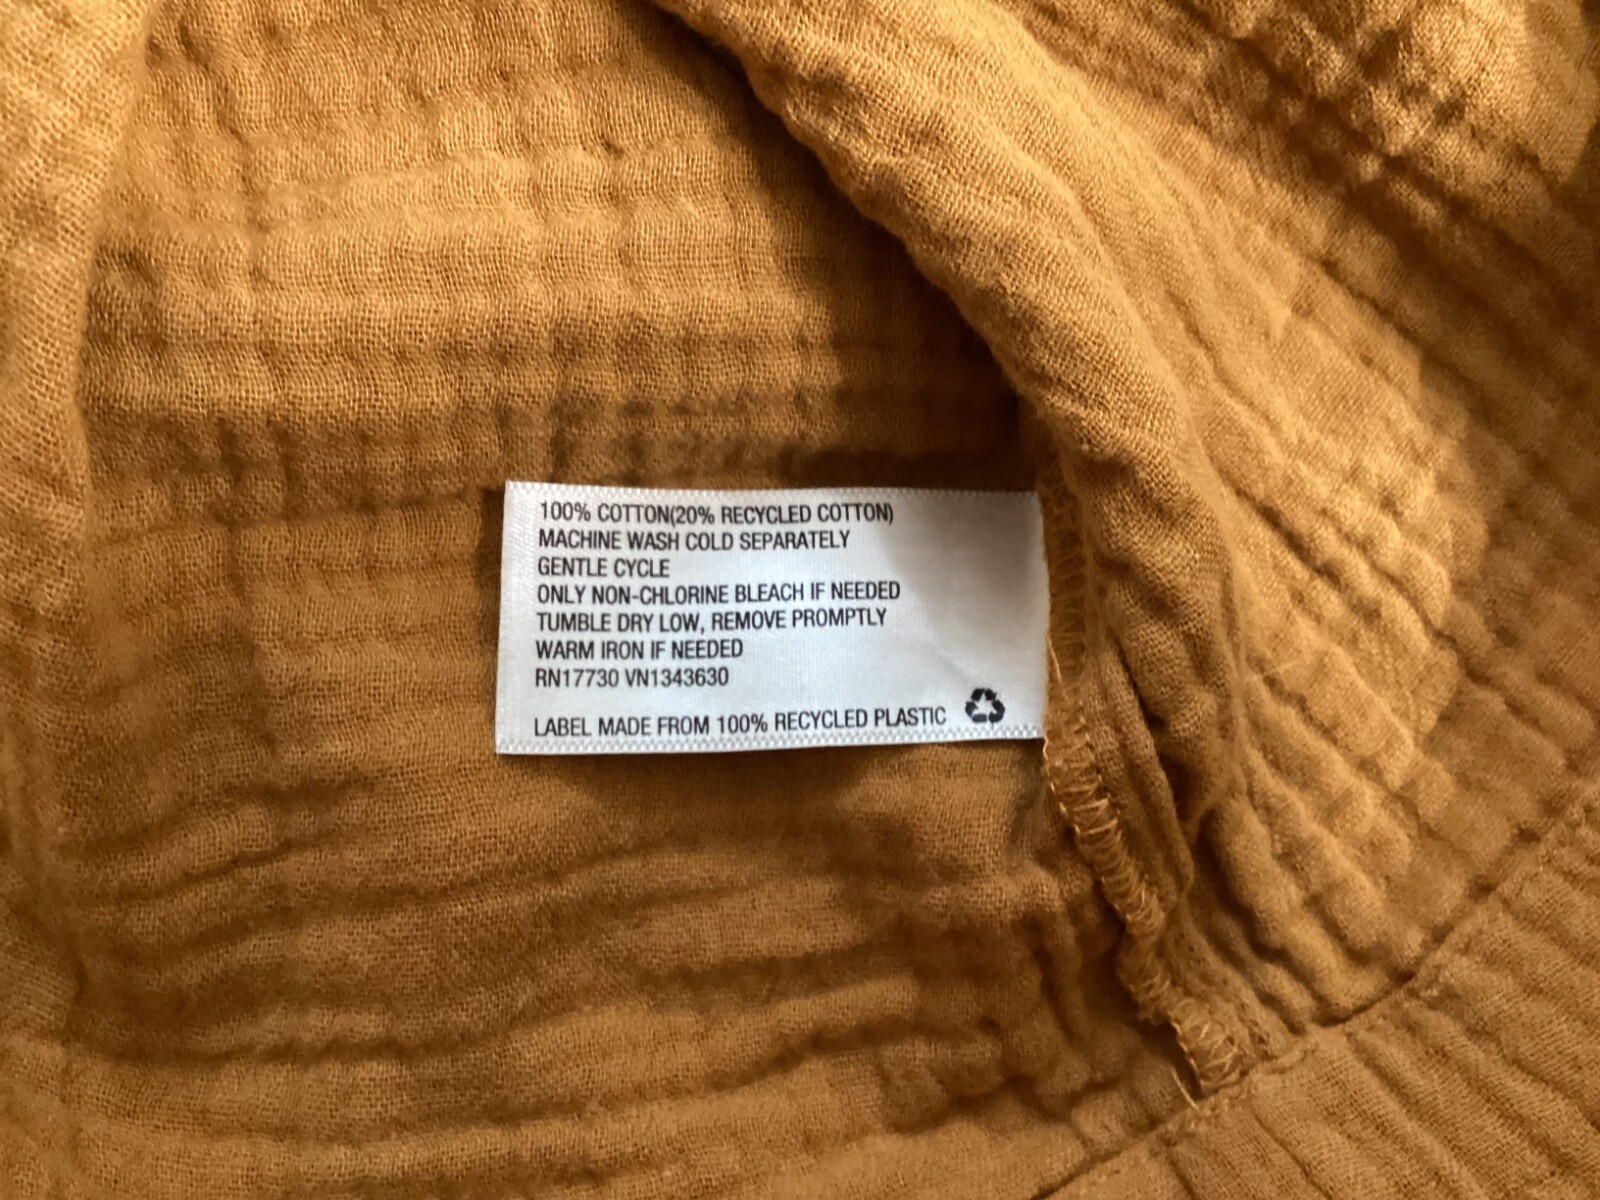 100% COTTON(20% RECYCLED COTTON)
MACHINE WASH COLD SEPARATELY
GENTLE CYCLE
ONLY NON-CHLORINE BLEACH IF NEEDED
TUMBLE DRY LOW, REMOVE PROMPTLY
WARM IRON IF NEEDED
RN17730 VN1343630
LABEL MADE FROM 100% RECYCLED PLASTIC